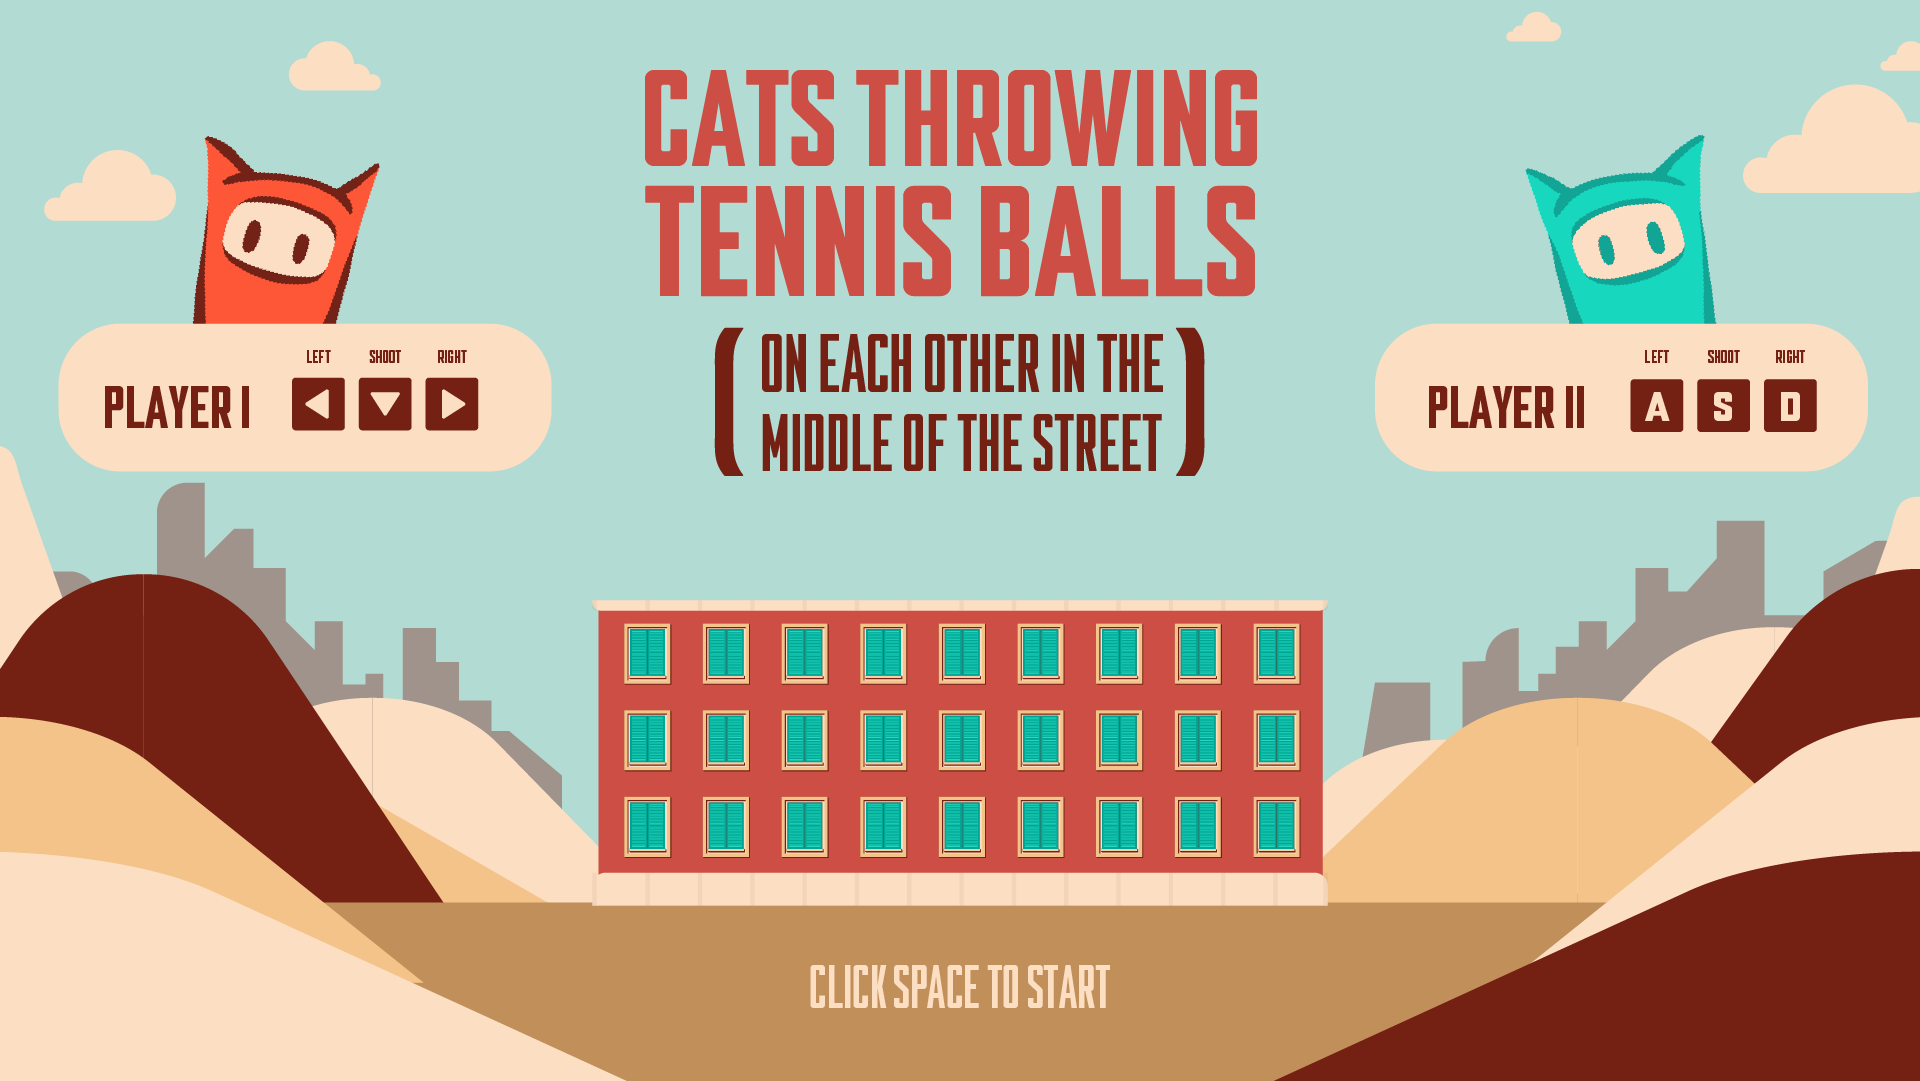 CATS THROWING
TENNIS BALLS
(ON EACH OTHER IN THE
MIDDLE OF THE STREET)
LEFT SHOOT RIGHT
PLAYER I
LEFT SHOOT RIGHT
PLAYER II A S D
CLICK SPACE TO START